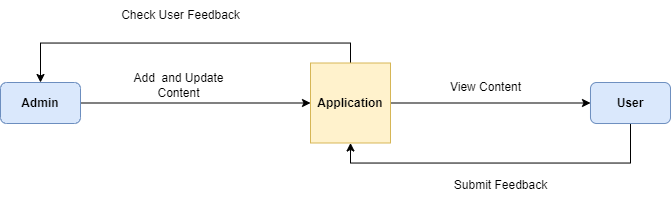 Check User Feedback
Add and Update
Content
View Content
Admin
Application
User
Submit Feedback